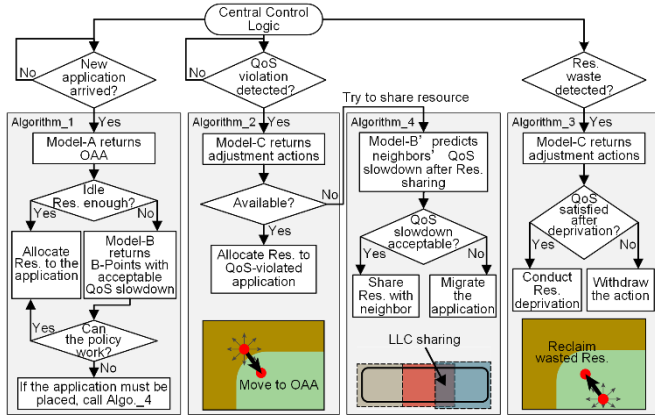 Central Control
Logic
No
New
application
arrived?
Yes
No
QoS
violation
detected?
Yes
Res.
waste
detected?
Yes
Try to share resource
Algorithm_1
Model-A returns
OAA
Idle
Res. enough?
Yes
No
Allocate
Res. to the
application
Model-B
returns
B-Points with
acceptable
QoS slowdown
Yes
Can
the policy
work?
No
If the application must be
placed, call Algo._4
Algorithm_2
Model-C returns
adjustment actions
Available?
No
Yes
Allocate Res. to
QoS-violated
application
Move to OAA
Algorithm_4
Model-B’ predicts
neighbors’ QoS
slowdown after Res.
sharing
QoS
slowdown
acceptable?
Yes
No
Share
Res. with
neighbor
Migrate
the
application
LLC sharing
Algorithm_3
Model-C returns
adjustment actions
QoS
satisfied
after
deprivation?
Yes
No
Conduct
Res.
deprivation
Withdraw
the action
Reclaim
wasted Res.